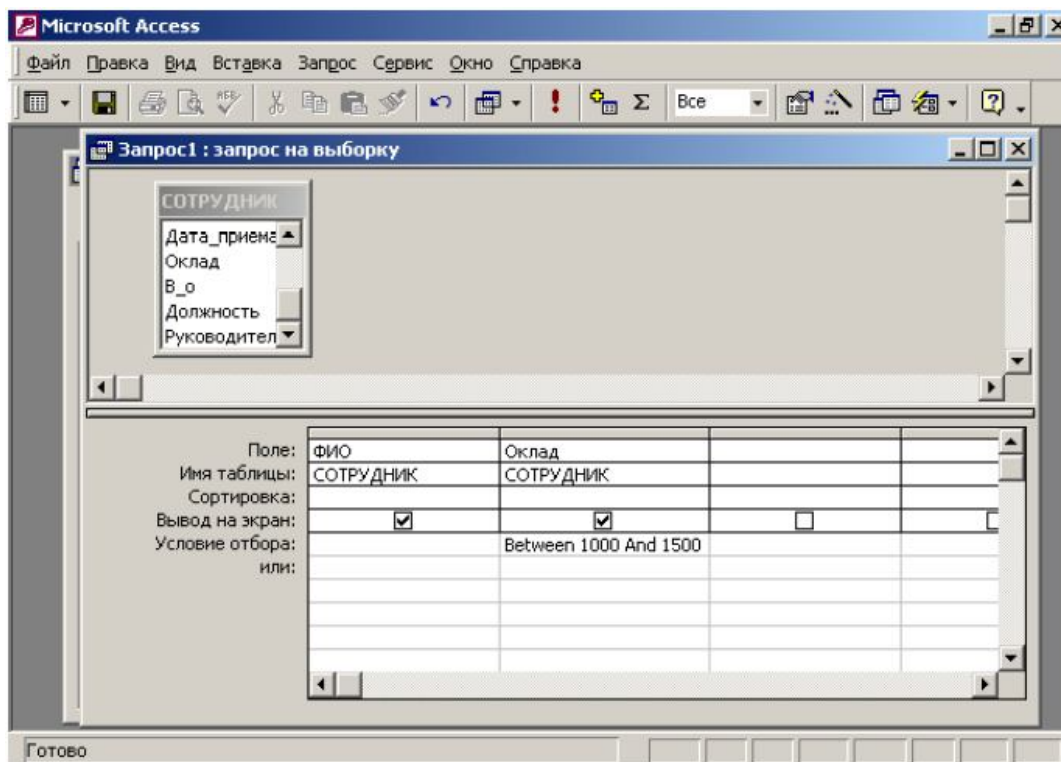 Microsoft Access
Файл Правка Вид Вставка Запрос Сервис Окно Справка
Все
Запрос1 : запрос на выборку
СОТРУДНИК
Дата_приема
Оклад
В_о
Должность
Руководител
Поле: ФИО Оклад
Имя таблицы: СОТРУДНИК СОТРУДНИК
Сортировка:
Вывод на экран:
Условие отбора: Between 1000 And 1500
или:
Готово